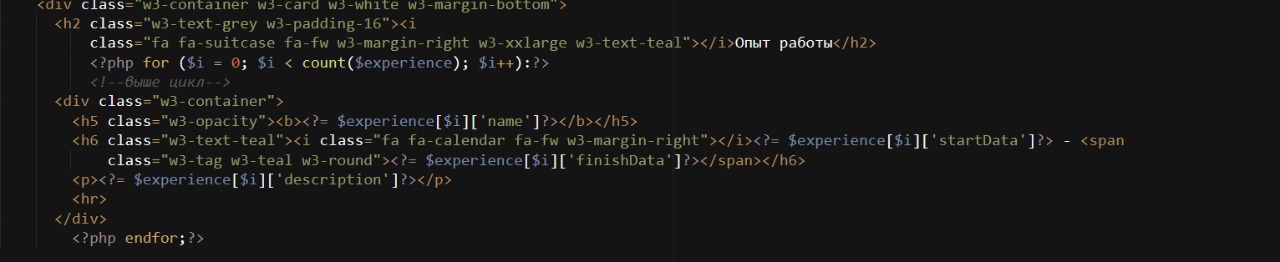 <div class="w3-container w3-card w3-white w3-margin-bottom">
<h2 class="w3-text-grey w3-padding-16"><i
class="fa fa-suitcase fa-fw w3-margin-right w3-xxlarge w3-text-teal"></i>Опыт работы</h2>
<?php for ($i = 0; $i < count($experience); $i++):?>
<!--выше цикл-->
<div class="w3-container">
<h5 class="w3-opacity"><b><?= $experience[$i]['name']?></b></h5>
<h6 class="w3-text-teal"><i class="fa fa-calendar fa-fw w3-margin-right"></i><?= $experience[$i]['startData']?> - <span
class="w3-tag w3-teal w3-round"><?= $experience[$i]['finishData']?></span></h6>
<p><?= $experience[$i]['description']?></p>
<hr>
</div>
<?php endfor;?>